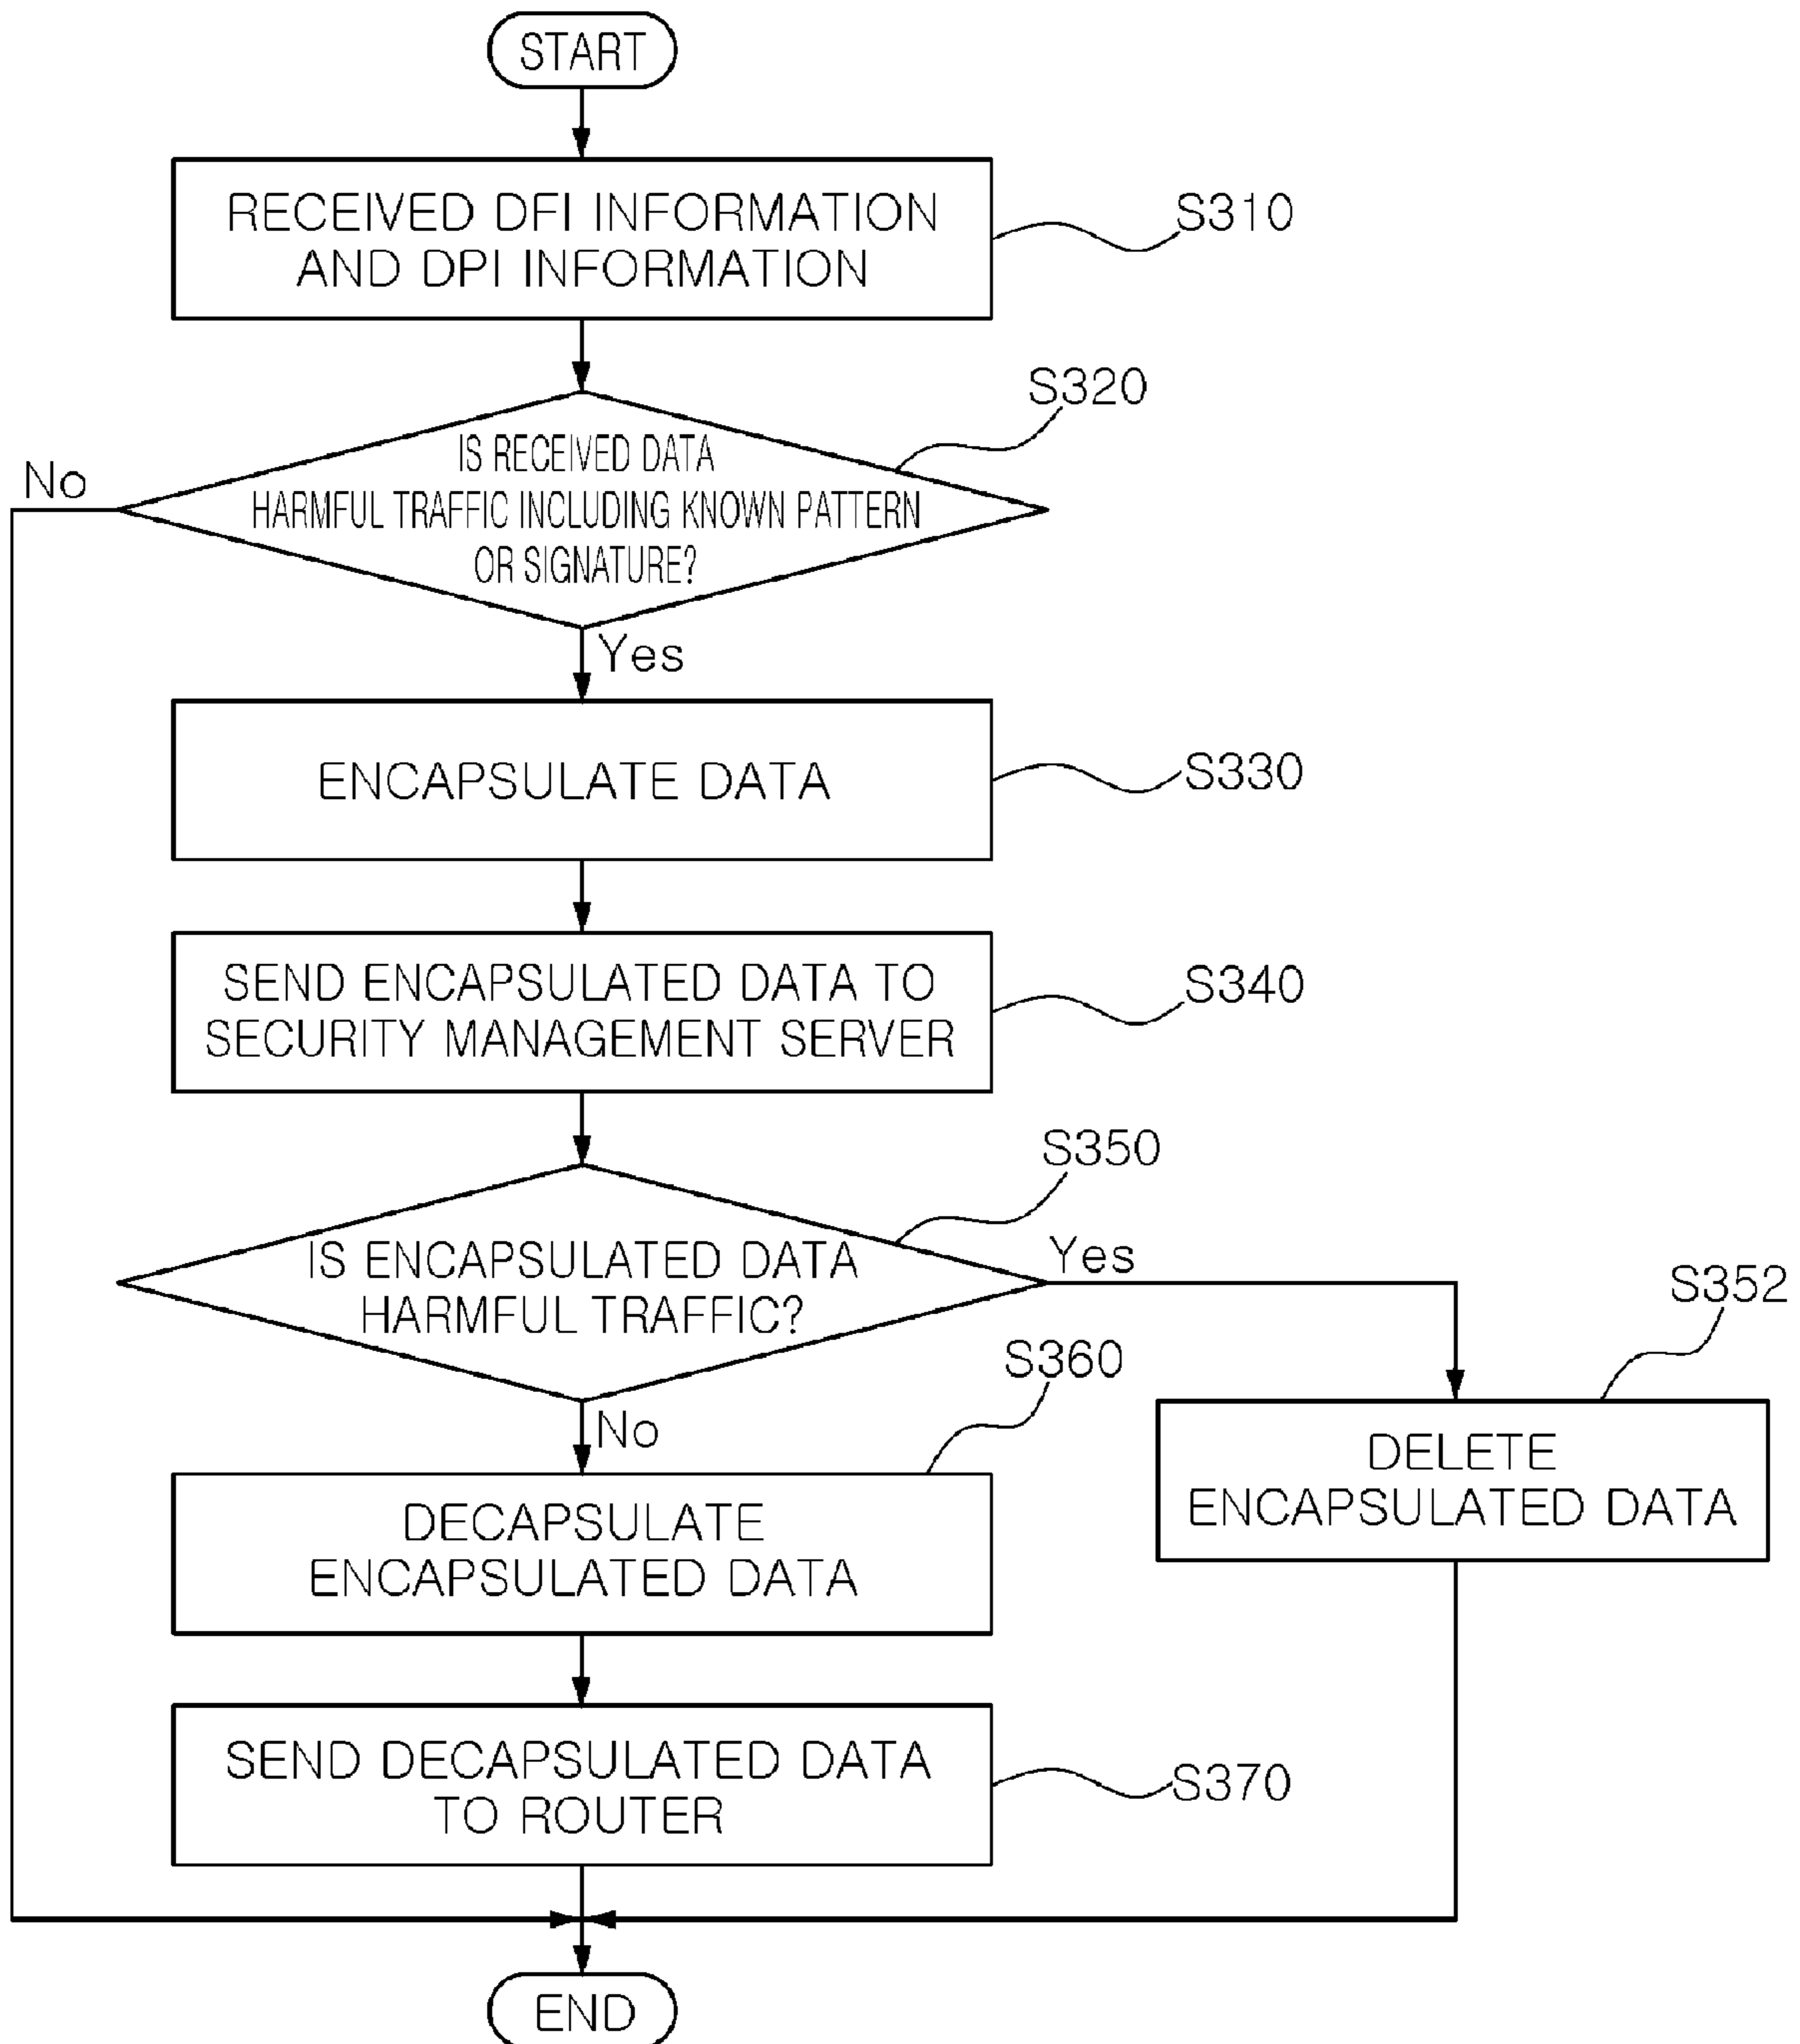 START
RECEIVED DFI INFORMATION
AND DPI INFORMATION
S310
S320
IS RECEIVED DATA
HARMFUL TRAFFIC INCLUDING KNOWN PATTERN
OR SIGNATURE?
No
Yes
ENCAPSULATE DATA
S330
SEND ENCAPSULATED DATA TO
SECURITY MANAGEMENT SERVER
S340
S350
IS ENCAPSULATED DATA
HARMFUL TRAFFIC?
Yes
S352
No
S360
DELETE
ENCAPSULATED DATA
DECAPSULATE
ENCAPSULATED DATA
SEND DECAPSULATED DATA
TO ROUTER
S370
END